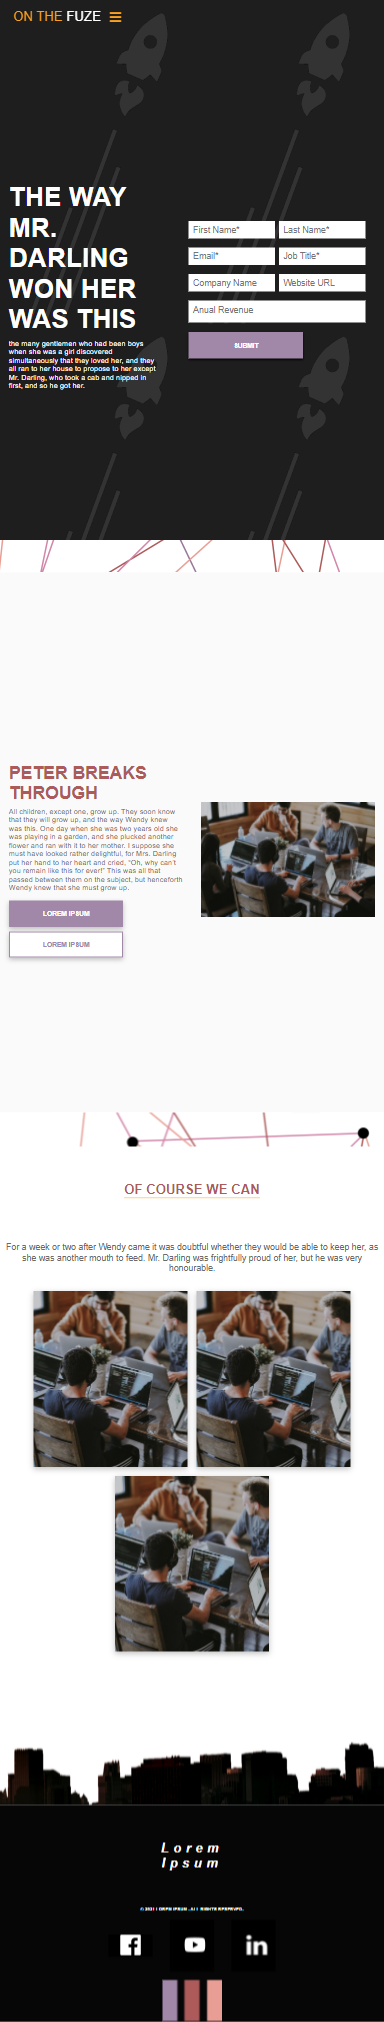 ON THE FUZE
THE WAY
MR.
DARLING
WON HER
WAS THIS
the many gentlemen who had been boys
when she was a girl discovered
simultaneously that they loved her, and they
all ran to her house to propose to her except
Mr. Darling, who took a cab and nipped in
first, and so he got her.
First Name* Last Name*
Email* Job Title*
Company Name Website URL
Anual Revenue
SUBMIT
PETER BREAKS
THROUGH
All children, except one, grow up. They soon know
that they will grow up, and the way Wendy knew
was this. One day when she was two years old she
was playing in a garden, and she plucked another
flower and ran with it to her mother. I suppose she
must have looked rather delightful, for Mrs. Darling
put her hand to her heart and cried, "Oh, why can't
you remain like this for ever!" This was all that
passed between them on the subject, but henceforth
Wendy knew that she must grow up.
LOREM IPSUM
LOREM IPSUM
OF COURSE WE CAN
For a week or two after Wendy came it was doubtful whether they would be able to keep her, as
she was another mouth to feed. Mr. Darling was frightfully proud of her, but he was very
honourable.
Lorem
Ipsum
© 2021 LOREM IPSUM. ALL RIGHTS RESERVED.